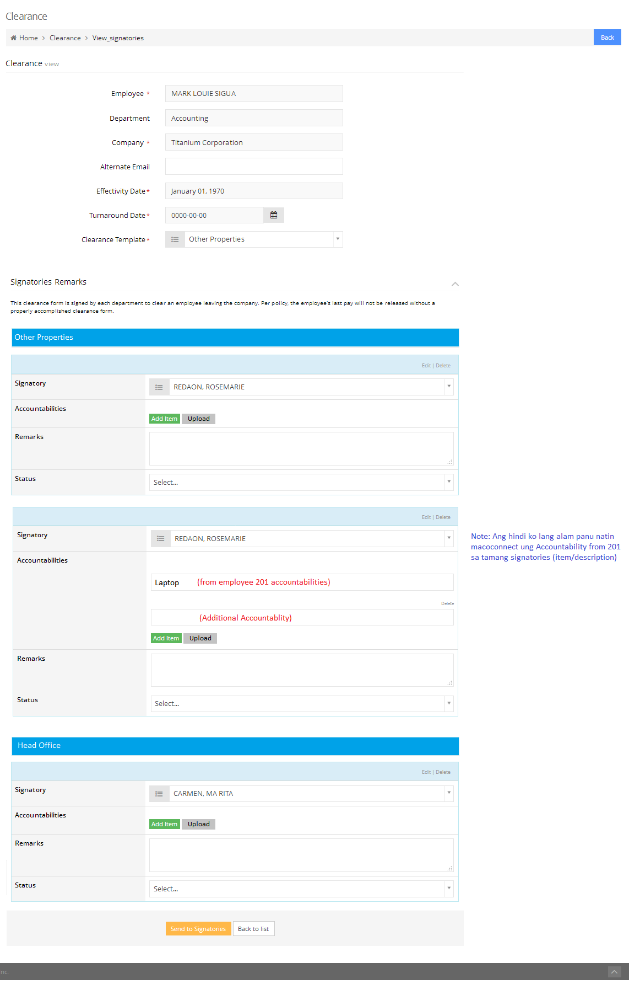 Clearance
Home > Clearance > View_signatories
Back
Clearance view
Employee *
MARK LOUIE SIGUA
Department
Accounting
Company *
Titanium Corporation
Alternate Email
Effectivity Date*
January 01, 1970
Turnaround Date*
0000-00-00
Clearance Template*
Other Properties
Signatories Remarks
This clearance form is signed by each department to clear an employee leaving the company. Per policy, the employee's last pay will not be released without a
properly accomplished clearance form.
Other Properties
Edit | Delete
Signatory
REDAON, ROSEMARIE
Accountabilities
Add Item
Upload
Remarks
Status
Select...
Edit | Delete
Signatory
REDAON, ROSEMARIE
Note: Ang hindi ko lang alam panu natin
macoconnect ung Accountability from 201
sa tamang signatories (item/description)
Accountabilities
Laptop (from employee 201 accountabilities)
Delete
(Additional Accountablity)
Add Item
Upload
Remarks
Status
Select...
Head Office
Edit | Delete
Signatory
CARMEN, MA RITA
Accountabilities
Add Item
Upload
Remarks
Status
Select...
Send to Signatories
Back to list
nc.